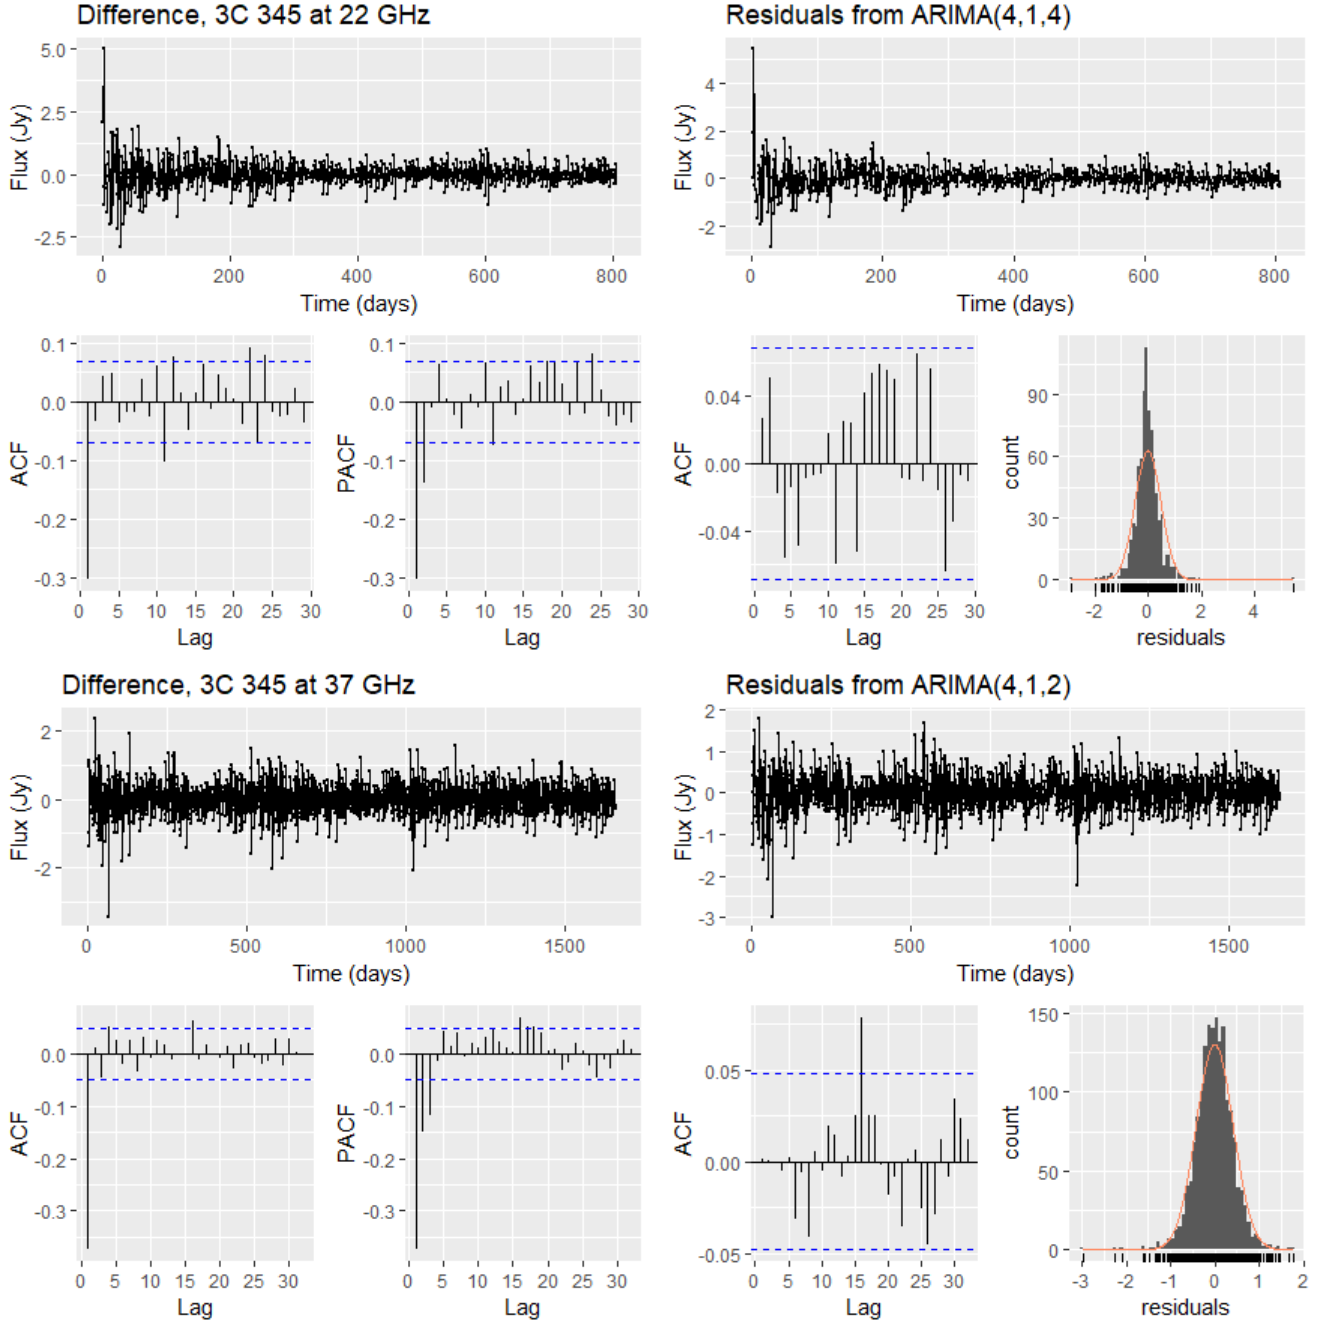 Difference, 3C 345 at 22 GHz
Flux (Jy)
5.0
2.5
0.0
-2.5
0 200 400 600 800
Time (days)
Residuals from ARIMA(4,1,4)
Flux (Jy)
4
2
0
-2
0 100 200 300 400 500 600 700 800
Time (days)
ACF
0.1
0.0
-0.1
-0.2
-0.3
0 5 10 15 20 25 30
Lag
PACF
0.1
0.0
-0.1
-0.2
-0.3
0 5 10 15 20 25 30
Lag
ACF
0.04
0.00
-0.04
0 5 10 15 20 25 30
Lag
count
90
60
30
0
-2 0 2 4
residuals
Difference, 3C 345 at 37 GHz
Flux (Jy)
2
0
-2
0 500 1000 1500
Time (days)
Residuals from ARIMA(4,1,2)
Flux (Jy)
2
1
0
-1
-2
-3
0 500 1000 1500
Time (days)
ACF
0.0
-0.1
-0.2
-0.3
0 5 10 15 20 25 30
Lag
PACF
0.0
-0.1
-0.2
-0.3
0 5 10 15 20 25 30
Lag
ACF
0.05
0.00
-0.05
0 5 10 15 20 25 30
Lag
count
150
100
50
0
-3 -2 -1 0 1 2
residuals